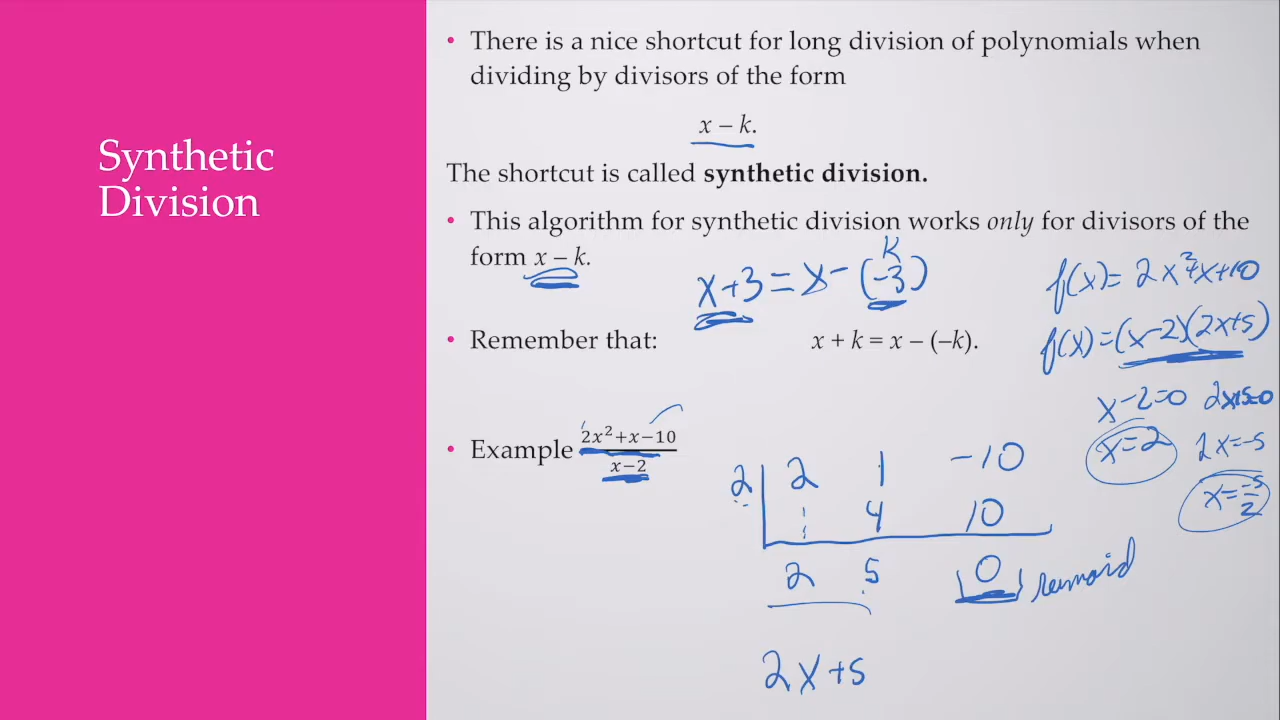 Synthetic
Division
• There is a nice shortcut for long division of polynomials when
dividing by divisors of the form
x – k.
The shortcut is called synthetic division.
• This algorithm for synthetic division works only for divisors of the
form x – k.
k
x+3 = x-(-3)
• Remember that: x + k = x – (–k).
• Example 2x²+x−10
x−2
2 2 1 -10
4 10
2 5 0
2x+5
f(x)= 2x²+x+10
f(x)=(x-2)(2x+5)
x-2=0 2x+5=0
x=2 2x=-5
x=-5/2